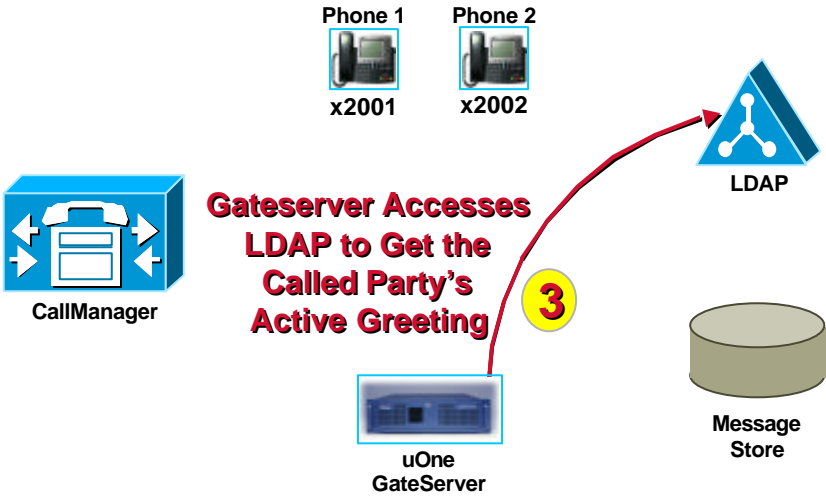 Phone 1
Phone 2
x2001
x2002
LDAP
Gateserver Accesses
LDAP to Get the
Called Party's
Active Greeting
3
CallManager
Message
Store
uOne
GateServer